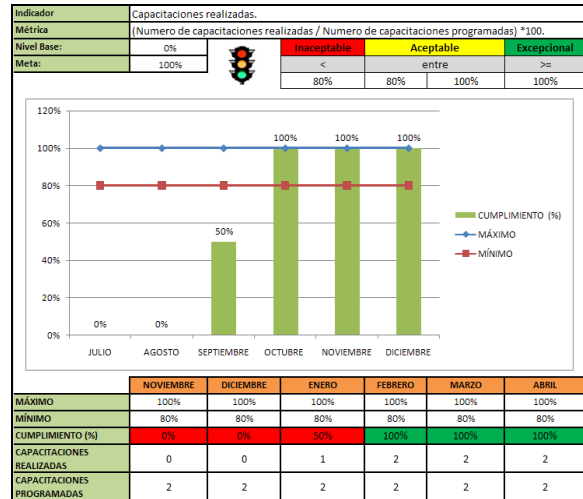 Indicador Capacitaciones realizadas.
Métrica (Numero de capacitaciones realizadas / Numero de capacitaciones programadas) *100.
Nivel Base: 0% Inaceptable Aceptable Excepcional
Meta: 100% < entre >=
80% 80% 100% 100%
120%
100%
80%
60%
40%
20%
0%
0% 0% 50% 100% 100% 100%
JULIO AGOSTO SEPTIEMBRE OCTUBRE NOVIEMBRE DICIEMBRE
CUMPLIMIENTO (%)
MÁXIMO
MÍNIMO
NOVIEMBRE DICIEMBRE ENERO FEBRERO MARZO ABRIL
MÁXIMO 100% 100% 100% 100% 100% 100%
MÍNIMO 80% 80% 80% 80% 80% 80%
CUMPLIMIENTO (%) 0% 0% 50% 100% 100% 100%
CAPACITACIONES
REALIZADAS 0 0 1 2 2 2
CAPACITACIONES
PROGRAMADAS 2 2 2 2 2 2